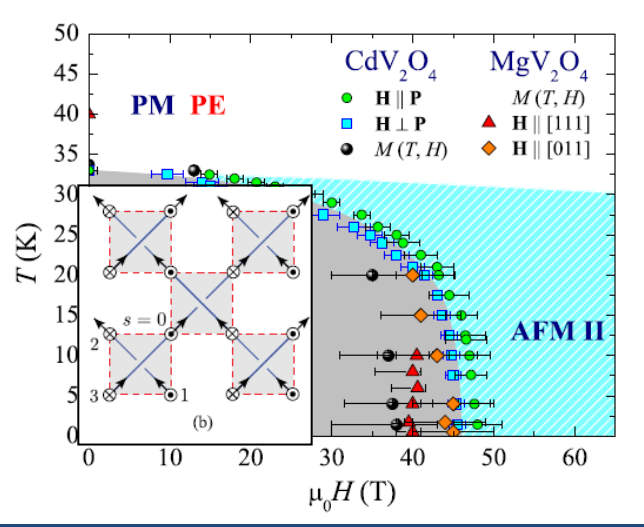 CdV₂O₄ MgV₂O₄
H || P M (T, H)
H ⊥ P H || [111]
M (T, H) H || [011]
PM PE
50
45
40
35
30
25
20
15
10
5
0
T (K)
s = 0
2
3
1
(b)
AFM II
0 10 20 30 40 50 60
μ₀H (T)